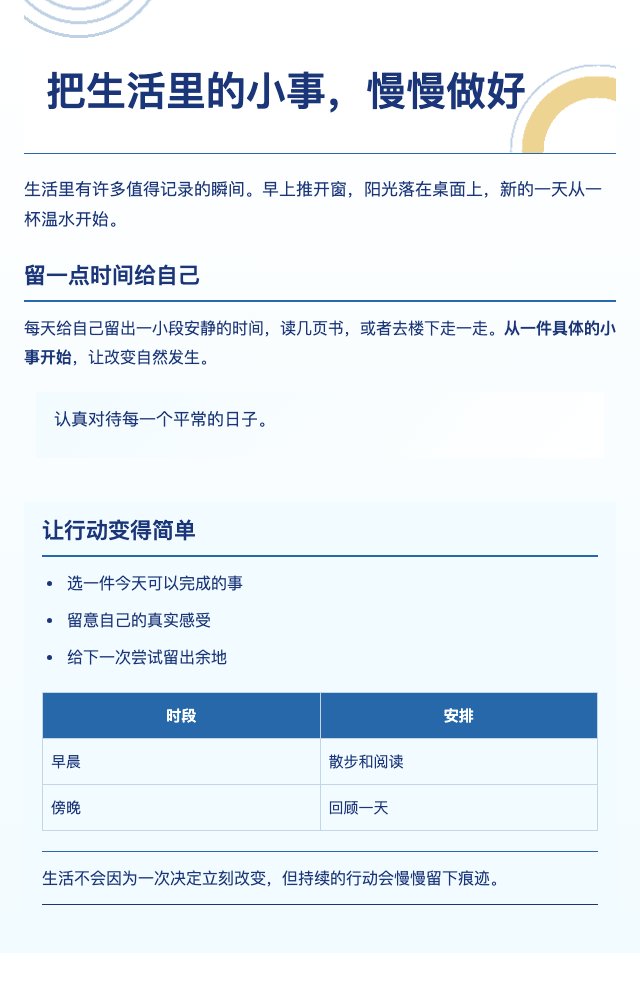 把生活里的小事，慢慢做好
生活里有许多值得记录的瞬间。早上推开窗，阳光落在桌面上，新的一天从一
杯温水开始。
留一点时间给自己
每天给自己留出一小段安静的时间，读几页书，或者去楼下走一走。从一件具体的小
事开始，让改变自然发生。
认真对待每一个平常的日子。
让行动变得简单
• 选一件今天可以完成的事
• 留意自己的真实感受
• 给下一次尝试留出余地
时段 安排
早晨 散步和阅读
傍晚 回顾一天
生活不会因为一次决定立刻改变，但持续的行动会慢慢留下痕迹。